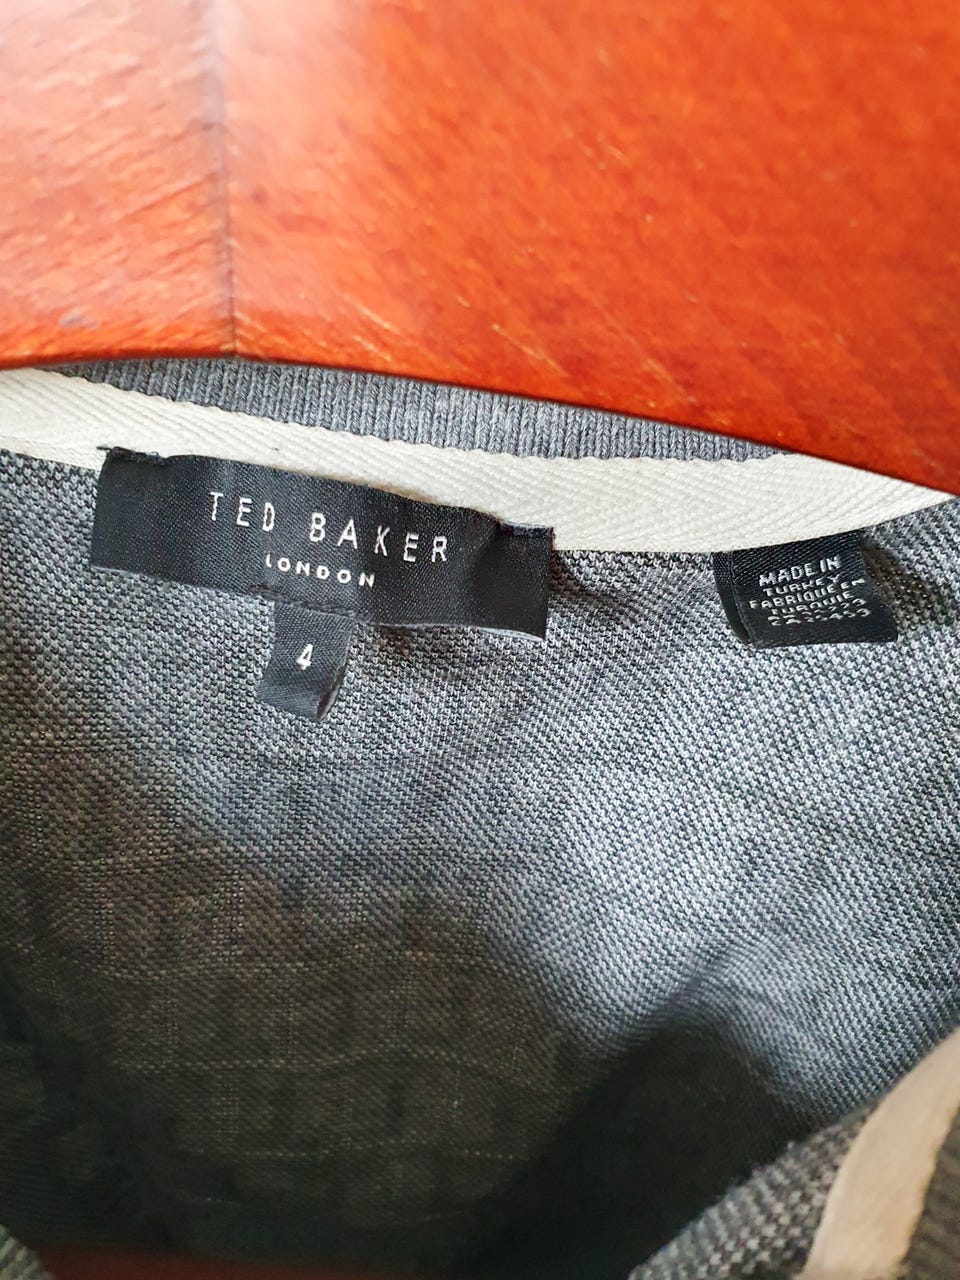 TED BAKER
LONDON
4
MADE IN
TURKEY
FABRIQUE EN
TURQUIE